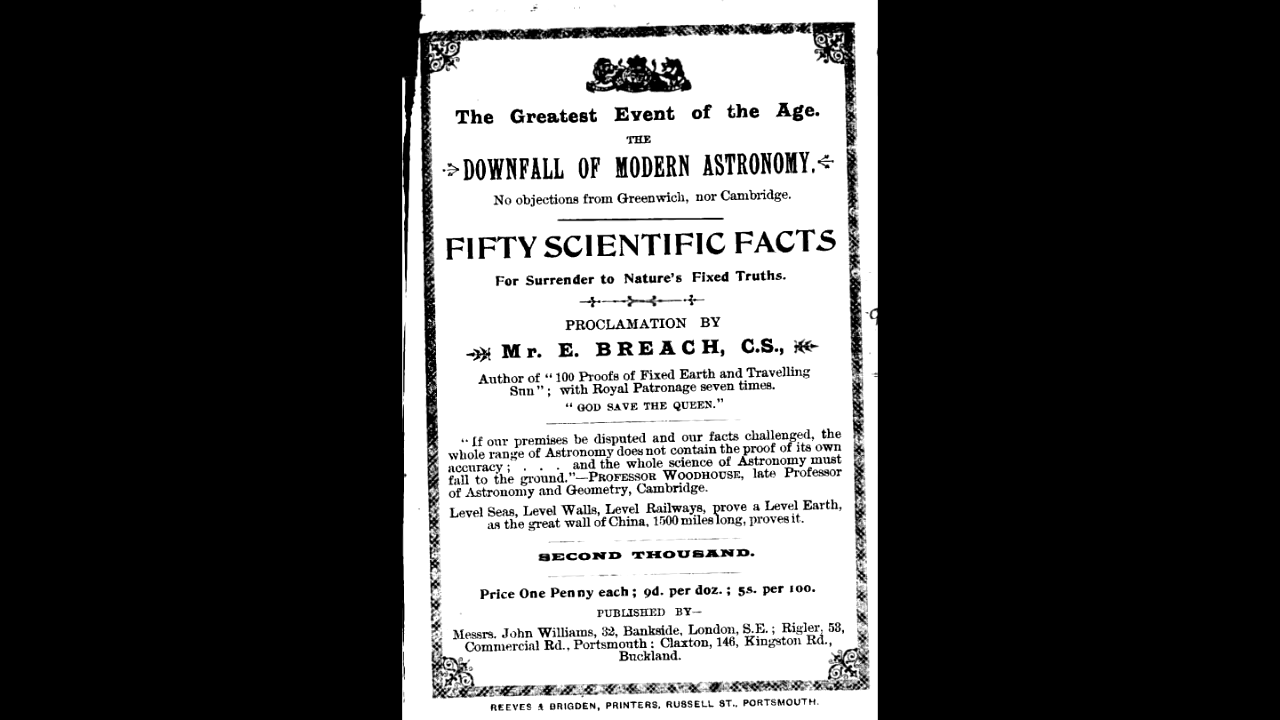 The Greatest Event of the Age.
THE
DOWNFALL OF MODERN ASTRONOMY.
No objections from Greenwich, nor Cambridge.
FIFTY SCIENTIFIC FACTS
For Surrender to Nature's Fixed Truths.
PROCLAMATION BY
Mr. E. BREACH, C.S.,
Author of "100 Proofs of Fixed Earth and Travelling
Sun"; with Royal Patronage seven times.
"GOD SAVE THE QUEEN."
"If our premises be disputed and our facts challenged, the
whole range of Astronomy does not contain the proof of its own
accuracy; . . . and the whole science of Astronomy must
fall to the ground."—PROFESSOR WOODHOUSE, late Professor
of Astronomy and Geometry, Cambridge.
Level Seas, Level Walls, Level Railways, prove a Level Earth,
as the great wall of China, 1500 miles long, proves it.
SECOND THOUSAND.
Price One Penny each; 9d. per doz.; 5s. per 100.
PUBLISHED BY—
Messrs. John Williams, 32, Bankside, London, S.E.; Rigler, 53,
Commercial Rd., Portsmouth: Claxton, 146, Kingston Rd.,
Buckland.
REEVES & BRIGDEN, PRINTERS, RUSSELL ST., PORTSMOUTH.